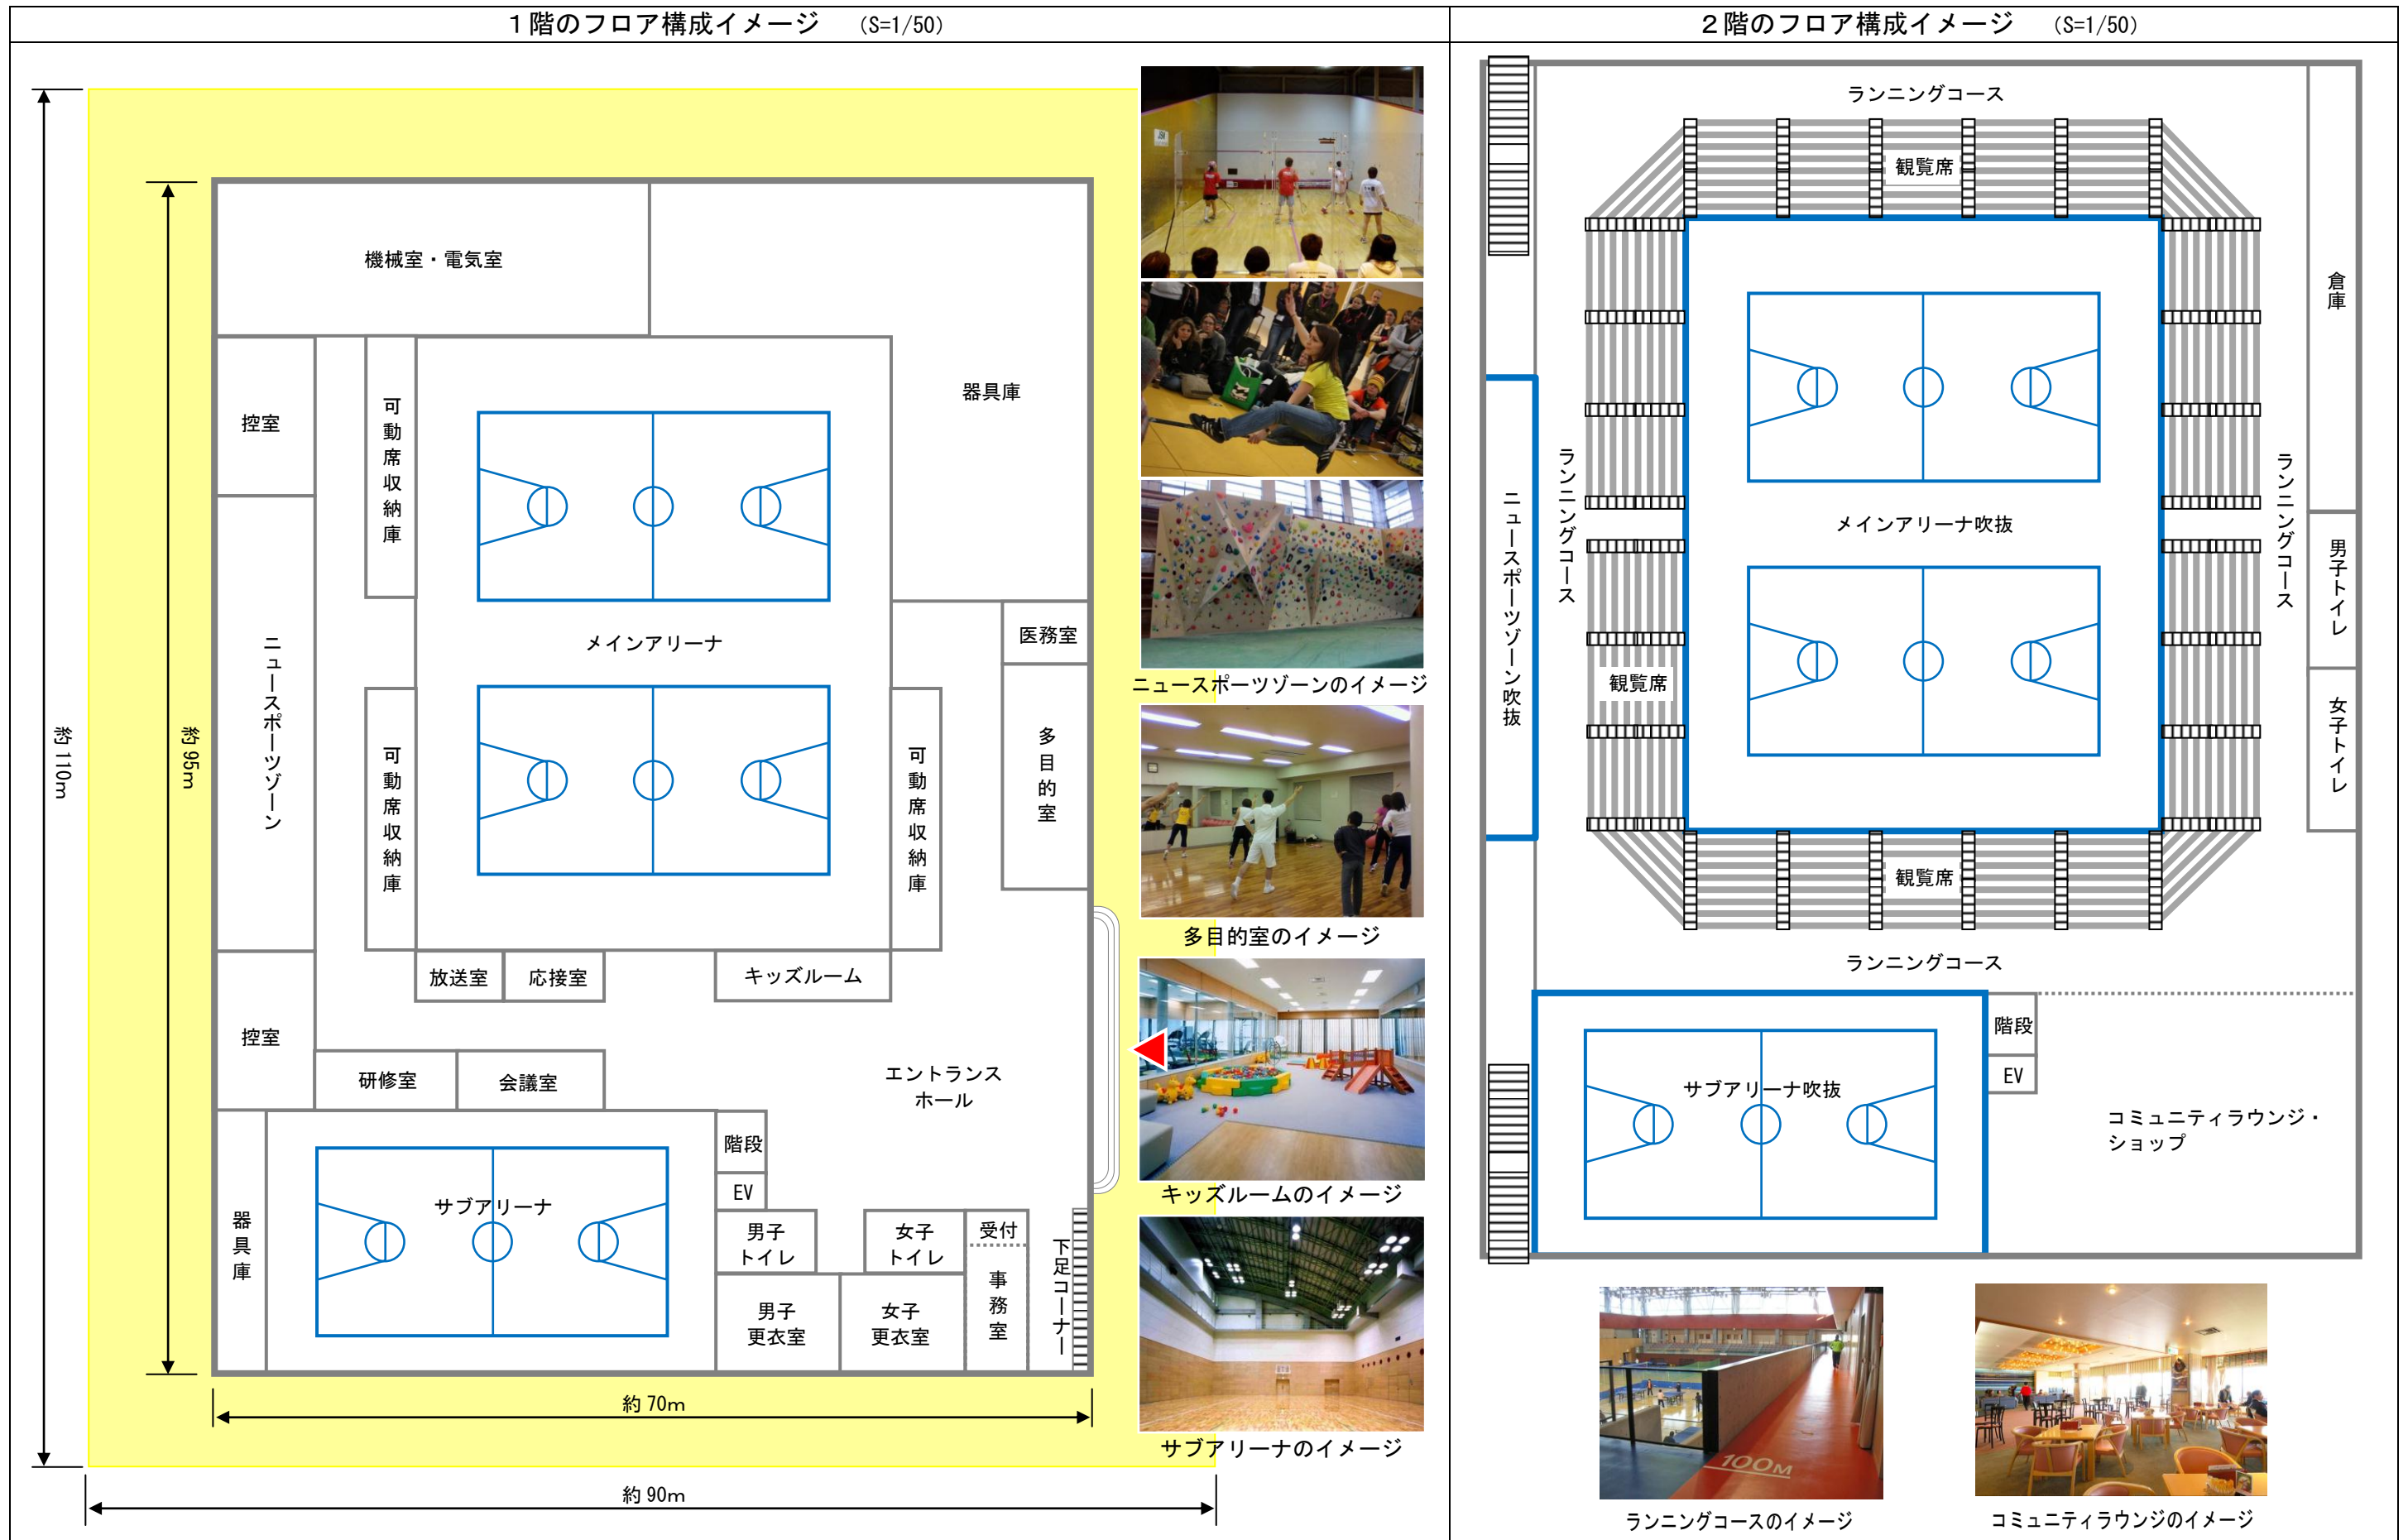 1階のフロア構成イメージ (S=1/50)
機械室・電気室
器具庫
控室
可動席収納庫
ニュースポーツゾーン
メインアリーナ
医務室
多目的室
可動席収納庫
可動席収納庫
約110m
約95m
放送室
応接室
キッズルーム
控室
研修室
会議室
エントランス
ホール
階段
EV
サブアリーナ
器具庫
男子
トイレ
女子
トイレ
受付
事務室
下足コーナー
男子
更衣室
女子
更衣室
約70m
約90m
ニュースポーツゾーンのイメージ
多目的室のイメージ
キッズルームのイメージ
サブアリーナのイメージ
2階のフロア構成イメージ (S=1/50)
ランニングコース
観覧席
倉庫
ニュースポーツゾーン吹抜
ランニングコース
メインアリーナ吹抜
ランニングコース
男子トイレ
観覧席
女子トイレ
観覧席
ランニングコース
階段
EV
サブアリーナ吹抜
コミュニティラウンジ・
ショップ
100M
ランニングコースのイメージ
コミュニティラウンジのイメージ